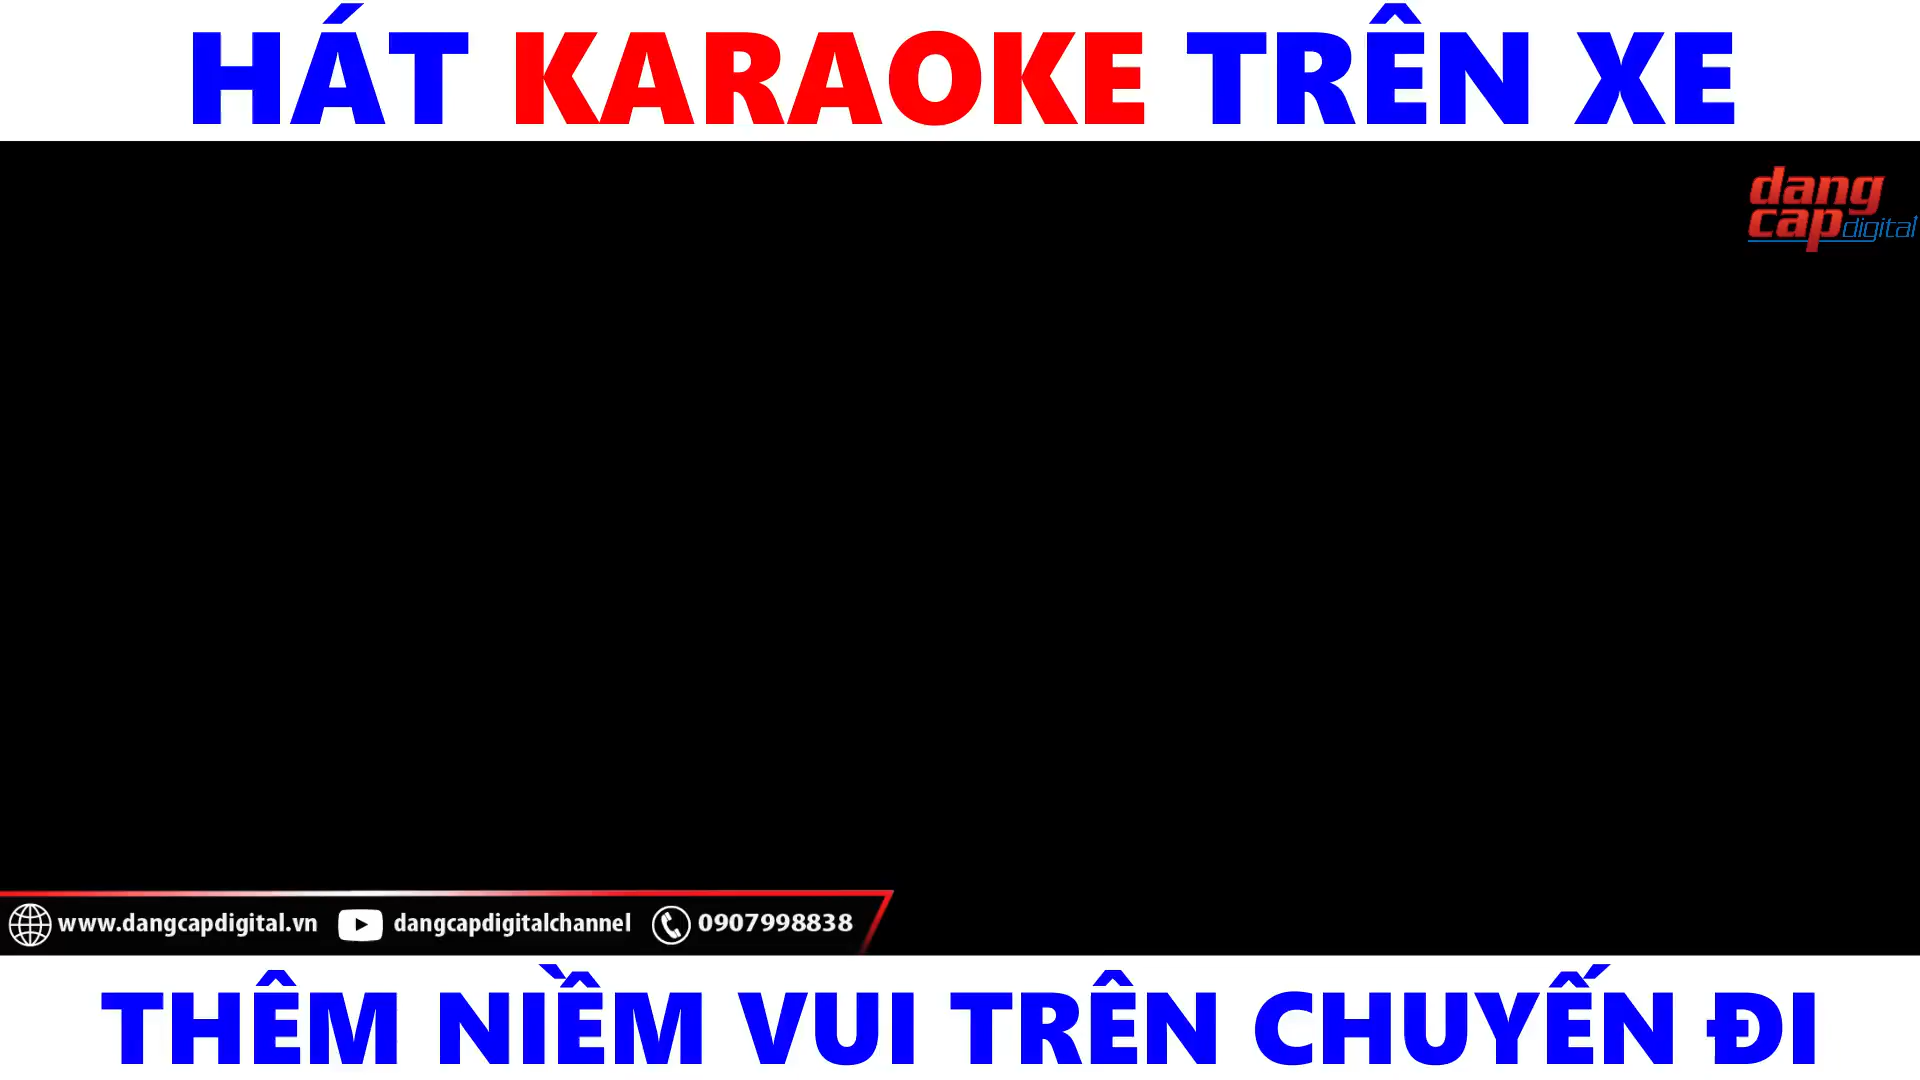 HÁT KARAOKE TRÊN XE
dang
cap digital
www.dangcapdigital.vn dangcapdigitalchannel 0907998838
THÊM NIỀM VUI TRÊN CHUYẾN ĐI